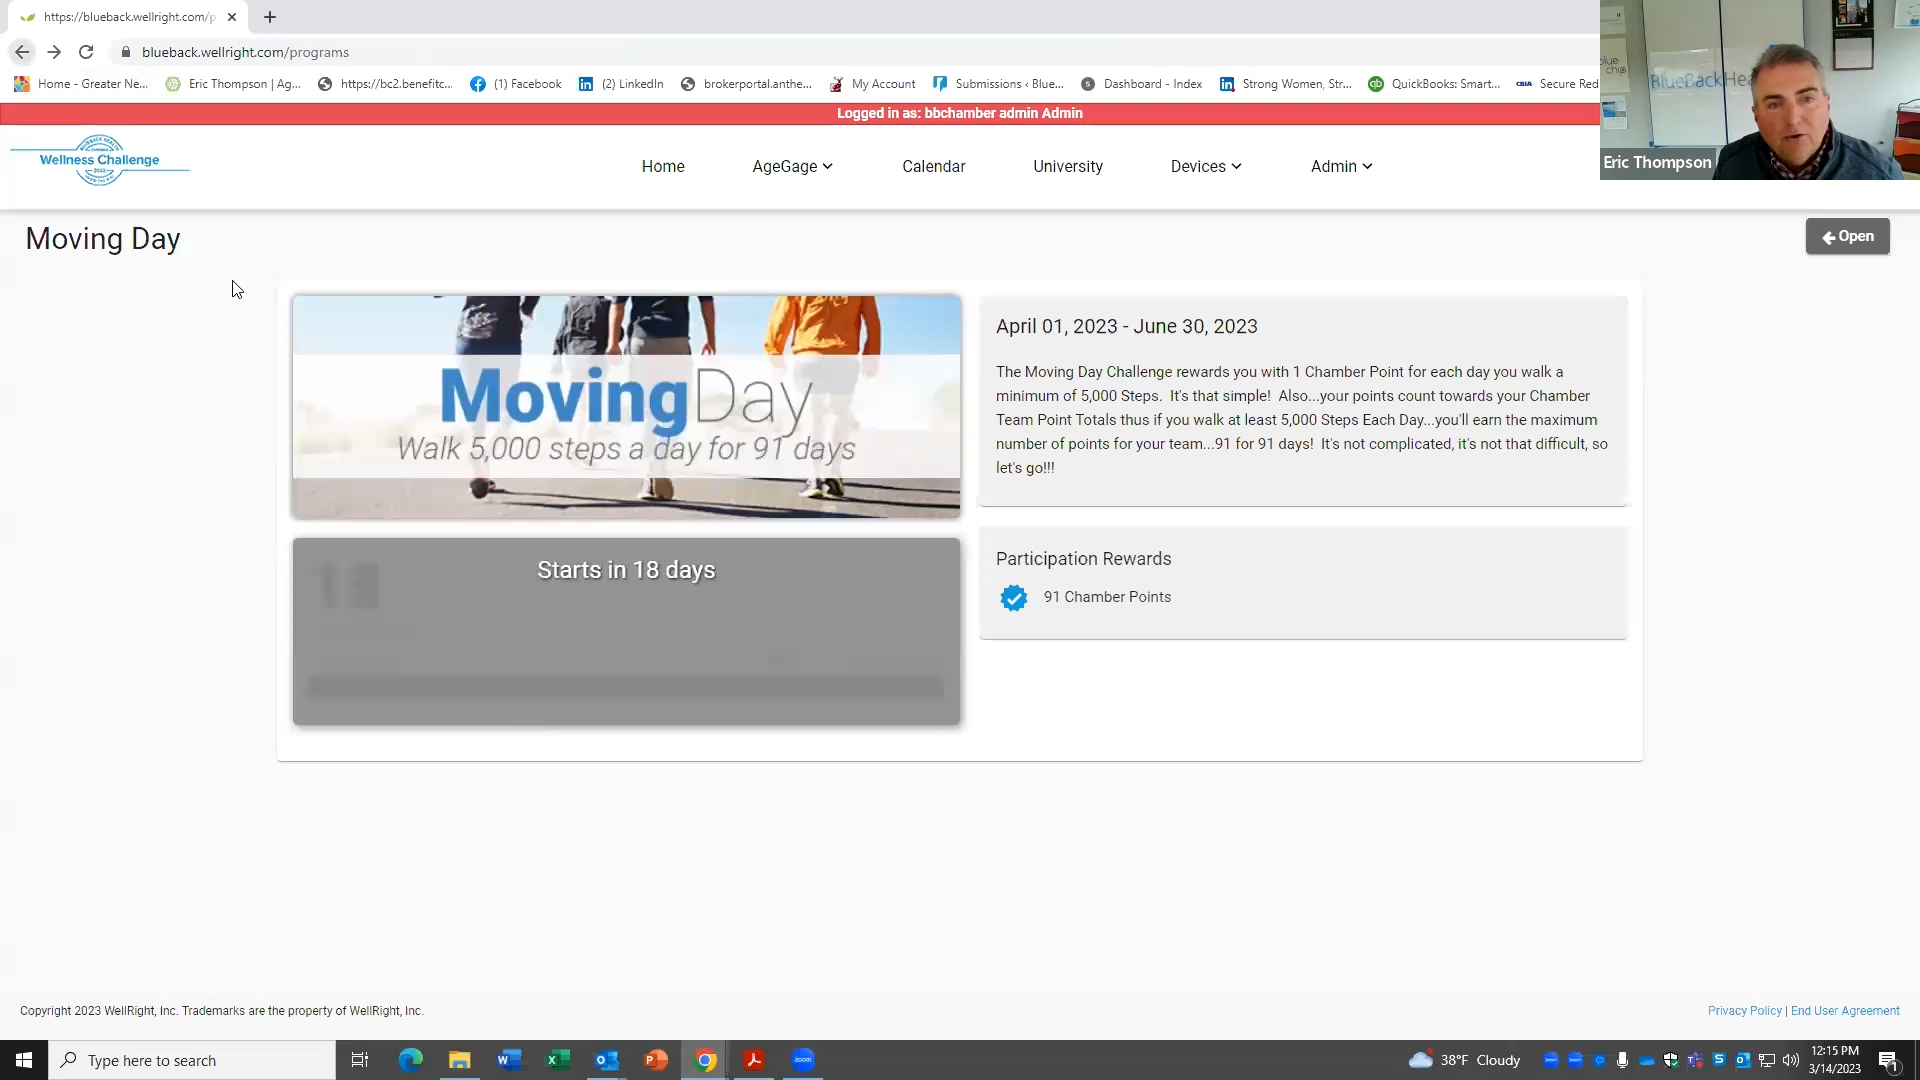 https://blueback.wellright.com/p
blueback.wellright.com/programs
Home - Greater Ne...
Eric Thompson | Ag...
https://bc2.benefitc...
(1) Facebook
(2) LinkedIn
brokerportal.anthe...
My Account
Submissions ‹ Blue...
Dashboard - Index
Strong Women, Str...
QuickBooks: Smart...
CBIA
Secure Red
Logged in as: bbchamber admin Admin
Wellness Challenge
2023
Home
AgeGage
Calendar
University
Devices
Admin
BlueBackHea
Eric Thompson
Moving Day
Open
MovingDay
Walk 5,000 steps a day for 91 days
April 01, 2023 - June 30, 2023
The Moving Day Challenge rewards you with 1 Chamber Point for each day you walk a
minimum of 5,000 Steps.  It's that simple!  Also...your points count towards your Chamber
Team Point Totals thus if you walk at least 5,000 Steps Each Day...you'll earn the maximum
number of points for your team...91 for 91 days!  It's not complicated, it's not that difficult, so
let's go!!!
Starts in 18 days
18
Participation Rewards
91 Chamber Points
Copyright 2023 WellRight, Inc. Trademarks are the property of WellRight, Inc.
Privacy Policy | End User Agreement
Type here to search
zoom
38°F Cloudy
12:15 PM
3/14/2023
1